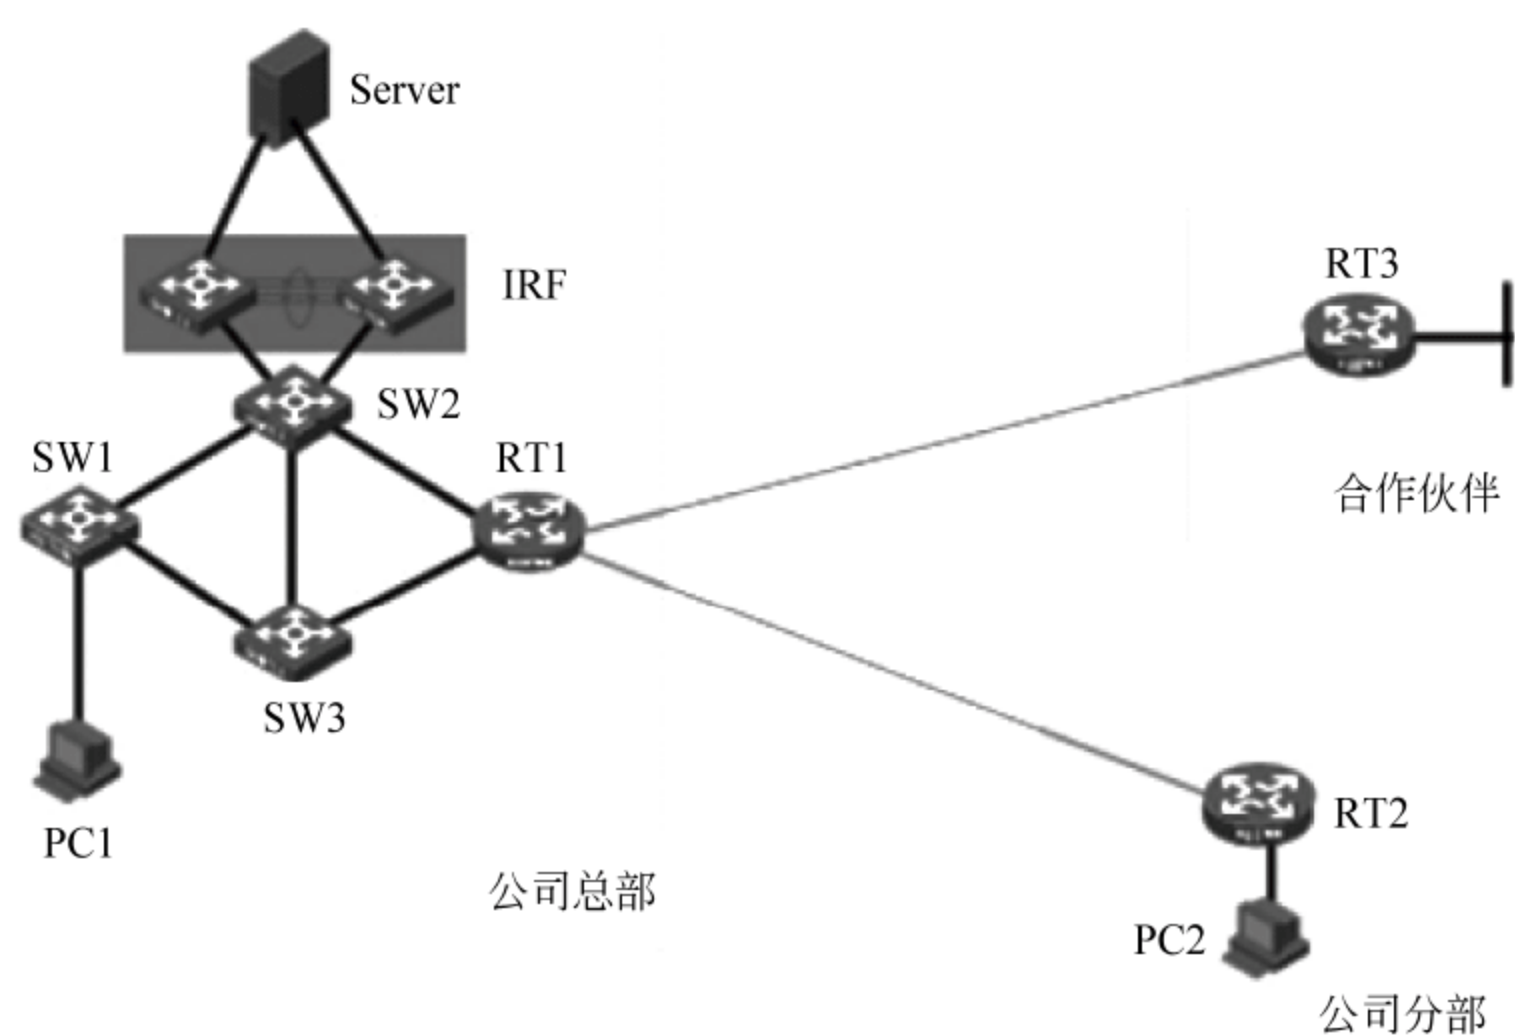 Server
IRF
RT3
SW2
SW1
RT1
合作伙伴
SW3
RT2
PC1
公司总部
PC2
公司分部